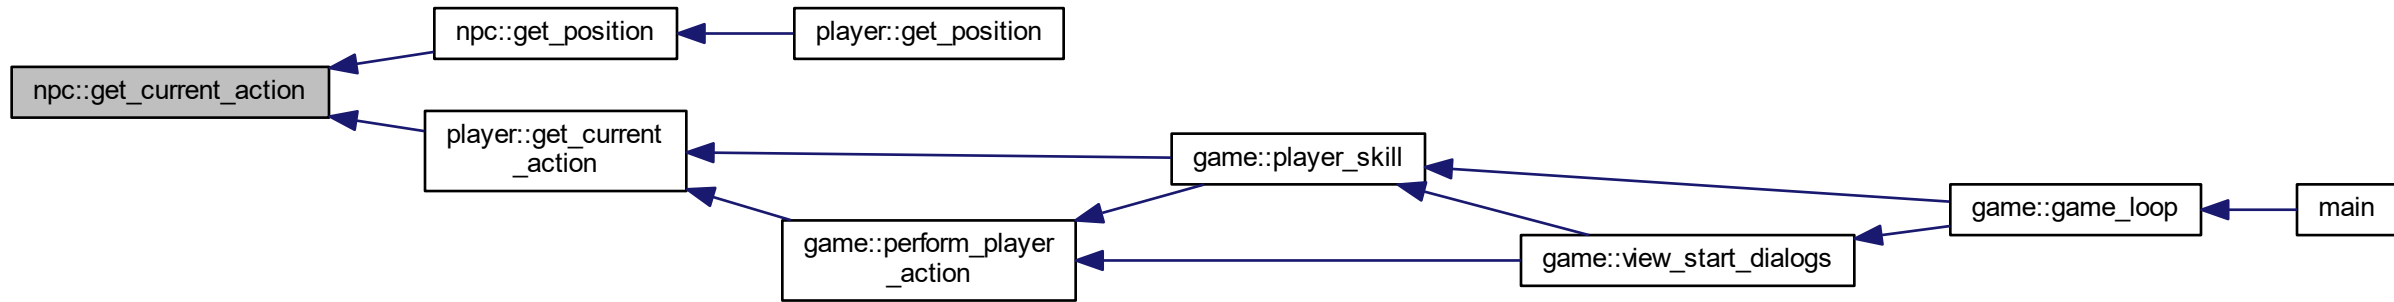 npc::get_position
player::get_position
npc::get_current_action
player::get_current
_action
game::player_skill
game::perform_player
_action
game::view_start_dialogs
game::game_loop
main